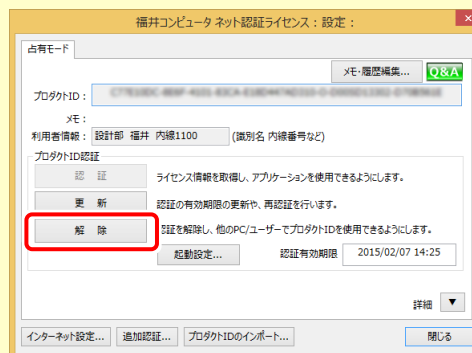 福井コンピュータ ネット認証ライセンス：設定：
占有モード
メモ・履歴編集... Q&A
プロダクトID：
メモ：
利用者情報： 設計部 福井 内線1100 (識別名 内線番号など)
プロダクトID認証
認 証 ライセンス情報を取得し、アプリケーションを使用できるようにします。
更 新 認証の有効期限の更新や、再認証を行います。
解 除 認証を解除し、他のPC/ユーザーでプロダクトIDを使用できるようにします。
起動設定... 認証有効期限 2015/02/07 14:25
詳細 ▼
インターネット設定... 追加認証... プロダクトIDのインポート... 閉じる